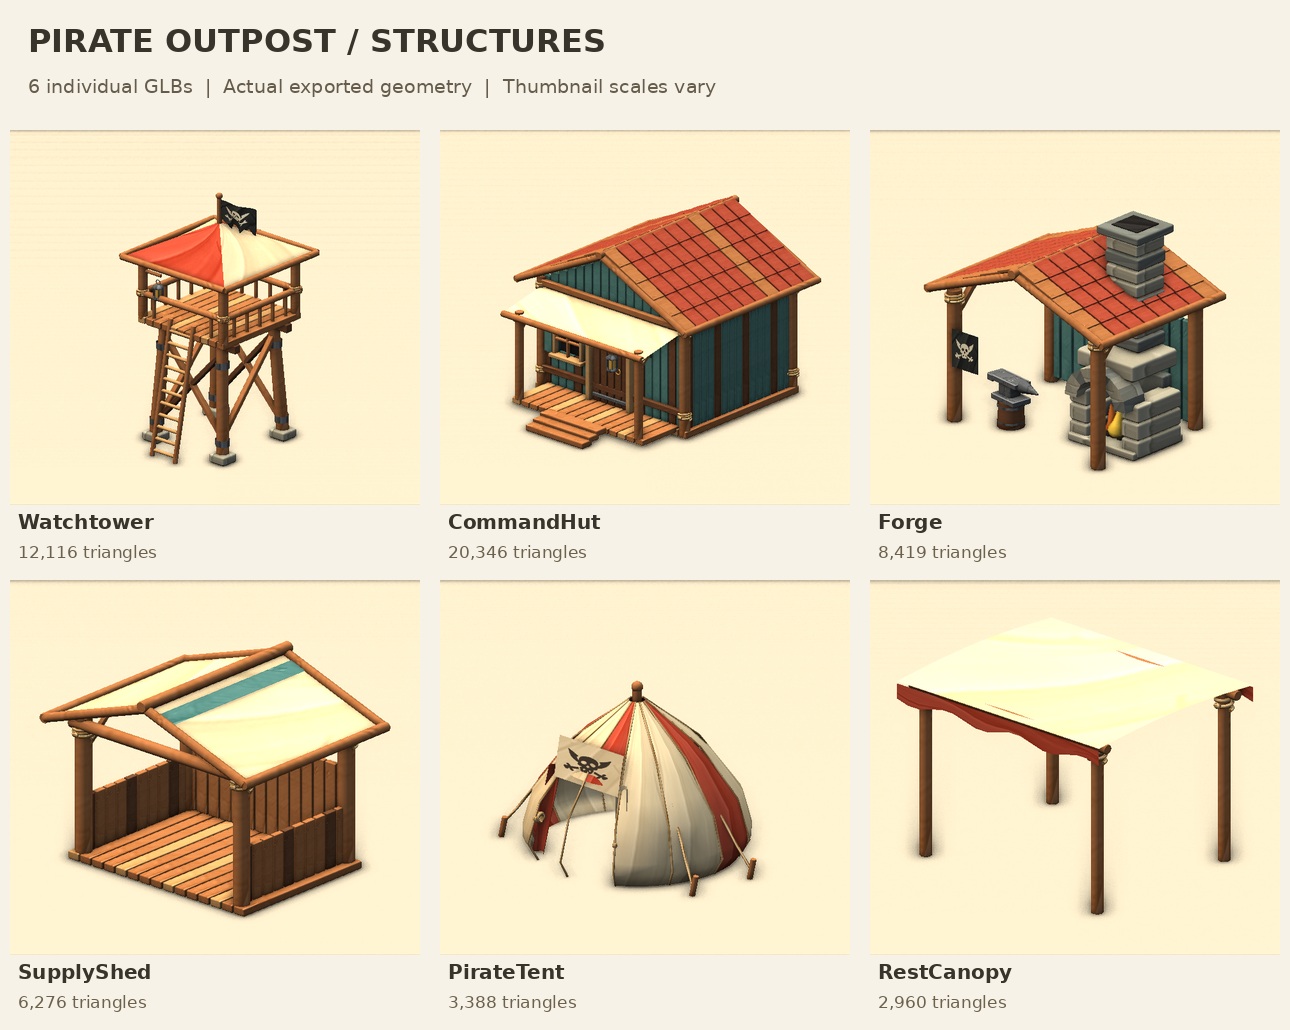 PIRATE OUTPOST / STRUCTURES
6 individual GLBs | Actual exported geometry | Thumbnail scales vary
Watchtower
12,116 triangles
CommandHut
20,346 triangles
Forge
8,419 triangles
SupplyShed
6,276 triangles
PirateTent
3,388 triangles
RestCanopy
2,960 triangles